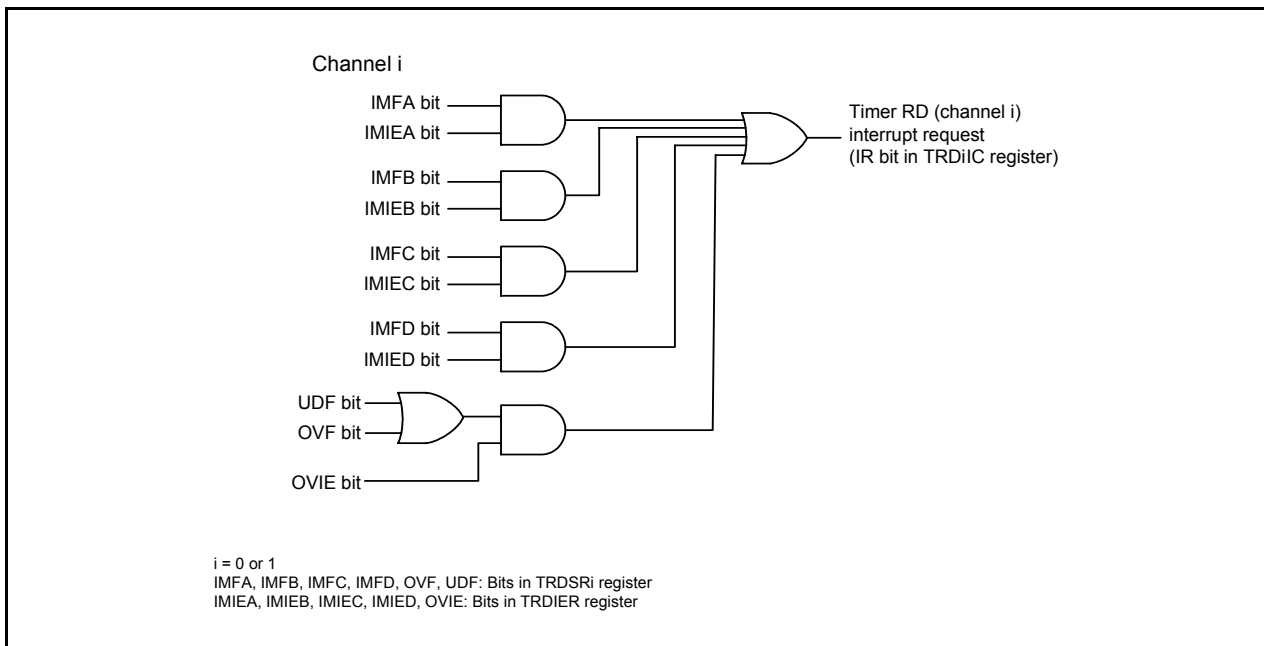 Channel i
IMFA bit
IMIEA bit
IMFB bit
IMIEB bit
IMFC bit
IMIEC bit
IMFD bit
IMIED bit
UDF bit
OVF bit
OVIE bit
Timer RD (channel i)
interrupt request
(IR bit in TRDiIC register)
i = 0 or 1
IMFA, IMFB, IMFC, IMFD, OVF, UDF: Bits in TRDSRi register
IMIEA, IMIEB, IMIEC, IMIED, OVIE: Bits in TRDIER register